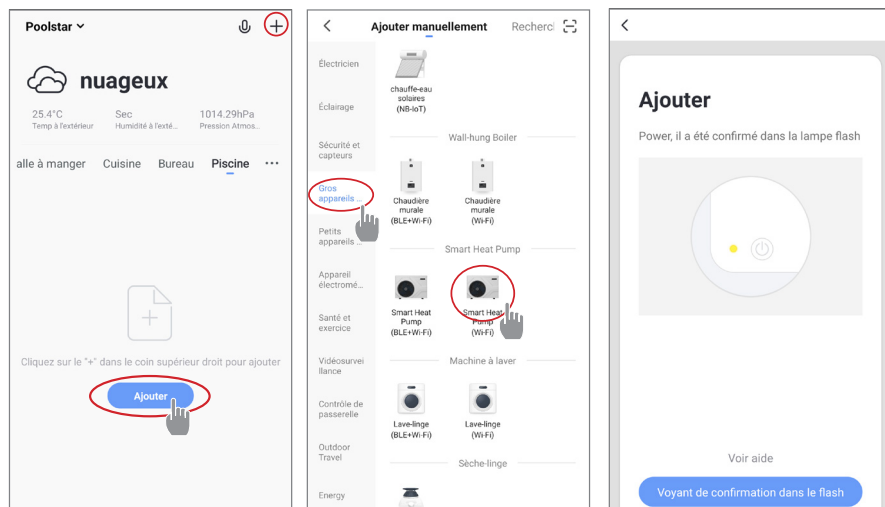 Poolstar
nuageux
25.4°C Sec 1014.29hPa
Temp à l'extérieur Humidité à l'exté... Pression Atmos...
alle à manger Cuisine Bureau Piscine ...
Cliquez sur le "+" dans le coin supérieur droit pour ajouter
Ajouter
Ajouter manuellement Recherc
Électricien
Éclairage
Sécurité et
capteurs
Gros
appareils ...
Petits
appareils ...
Appareil
électromé...
Santé et
exercice
Vidéosurvei
llance
Contrôle de
passerelle
Outdoor
Travel
Energy
chauffe-eau
solaires
(NB-IoT)
Wall-hung Boiler
Chaudière
murale
(BLE+Wi-Fi)
Chaudière
murale
(Wi-Fi)
Smart Heat Pump
Smart Heat
Pump
(BLE+Wi-Fi)
Smart Heat
Pump
(Wi-Fi)
Machine à laver
Lave-linge
(BLE+Wi-Fi)
Lave-linge
(Wi-Fi)
Sèche-linge
Ajouter
Power, il a été confirmé dans la lampe flash
Voir aide
Voyant de confirmation dans le flash